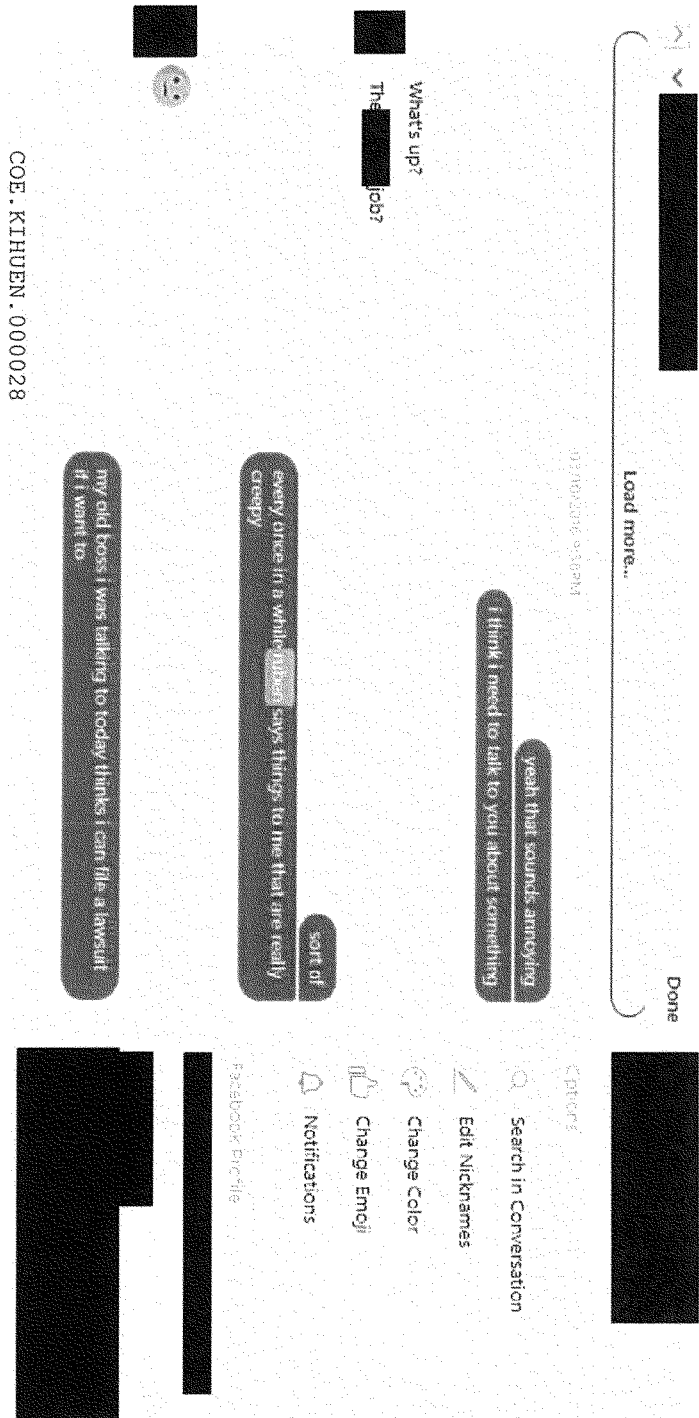 Done
Load more...
yeah that sounds annoying
i think i need to talk to you about something
What's up?
The job?
sort of
every once in a while ruben says things to me that are really
creepy
my old boss i was talking to today thinks i can file a lawsuit
if i want to
Options
Search in Conversation
Edit Nicknames
Change Color
Change Emoji
Notifications
Facebook Profile
COE.KIHUEN.000028